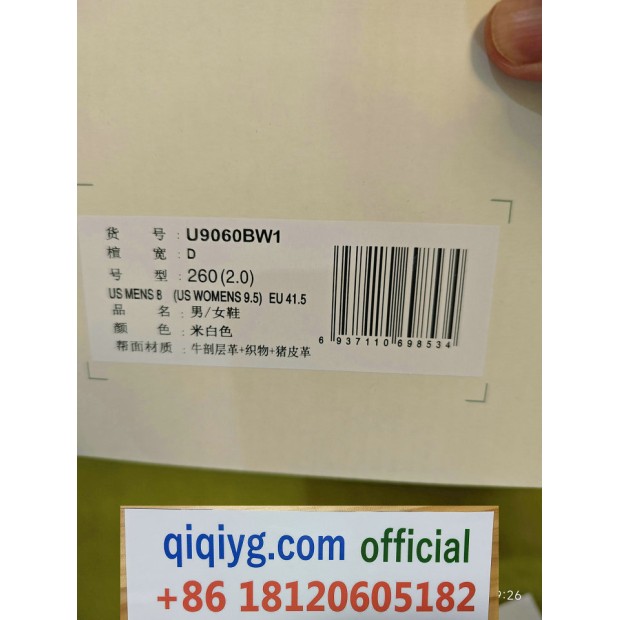 货 号 : U9060BW1
楦 宽 : D
号 型 : 260(2.0)
US MENS 8 (US WOMENS 9.5) EU 41.5
品 名 : 男/女鞋
颜 色 : 米白色
帮面材质 : 牛剖层革+织物+猪皮革
6 937110 698534
qiqiyg.com official
+86 18120605182
9:26